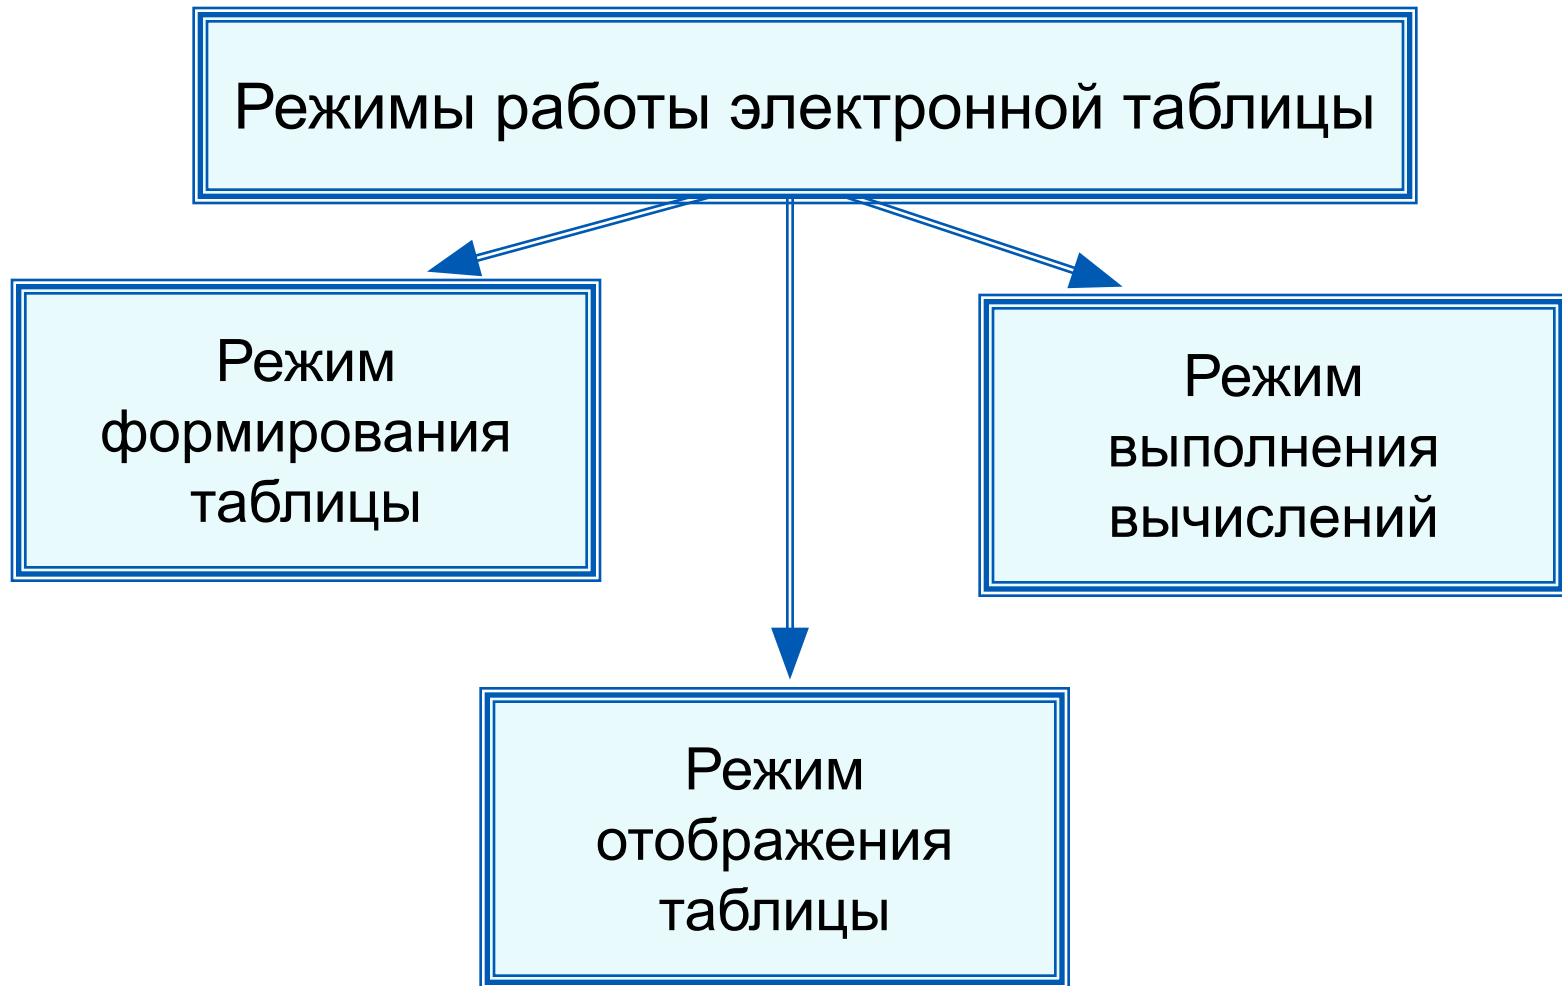 Режимы работы электронной таблицы
Режим
формирования
таблицы
Режим
выполнения
вычислений
Режим
отображения
таблицы